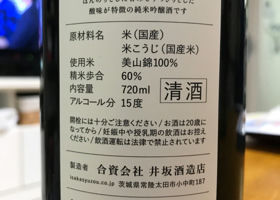 酸味が特徴の純米吟醸酒です。
原材料名 米(国産)
米こうじ(国産米)
使用米 美山錦100%
精米歩合 60%
内容量 720ml
アルコール分 15度
清酒
開栓には十分ご注意ください/お酒は20歳に
なってから/妊娠中や授乳期の飲酒はお控え
ください/飲酒運転は法律で禁止されています。
製造者 合資会社 井坂酒造店
isakasyuzou.co.jp 茨城県常陸太田市小中町187